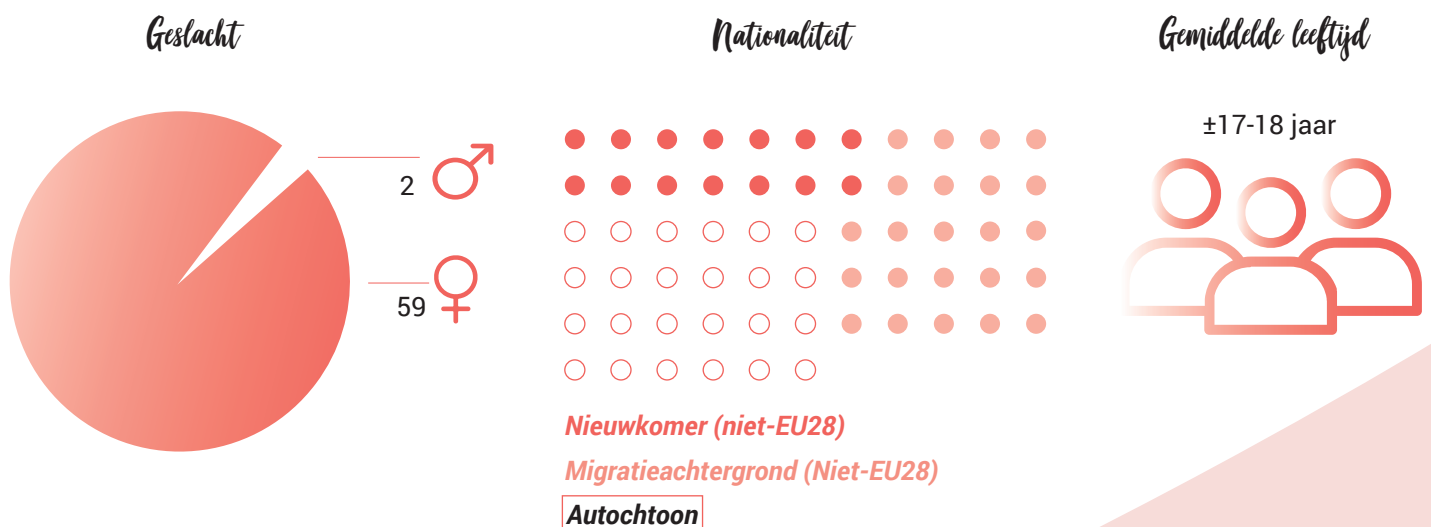 Geslacht
2
59
Nationaliteit
Nieuwkomer (niet-EU28)
Migratieachtergrond (Niet-EU28)
Autochtoon
Gemiddelde leeftijd
±17-18 jaar